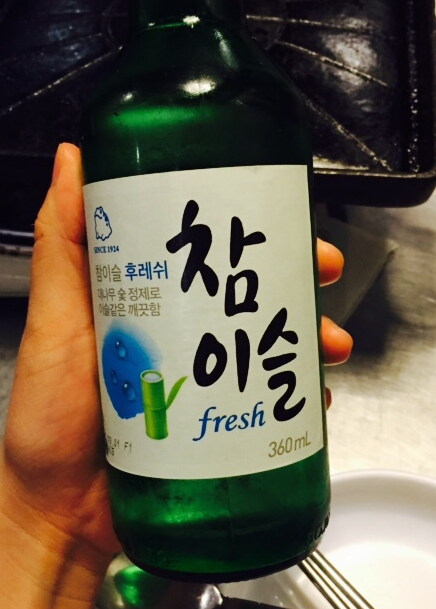 SINCE 1924
참이슬 후레쉬
대나무 숯 정제로
이슬같은 깨끗함
참
이슬
fresh
360mL